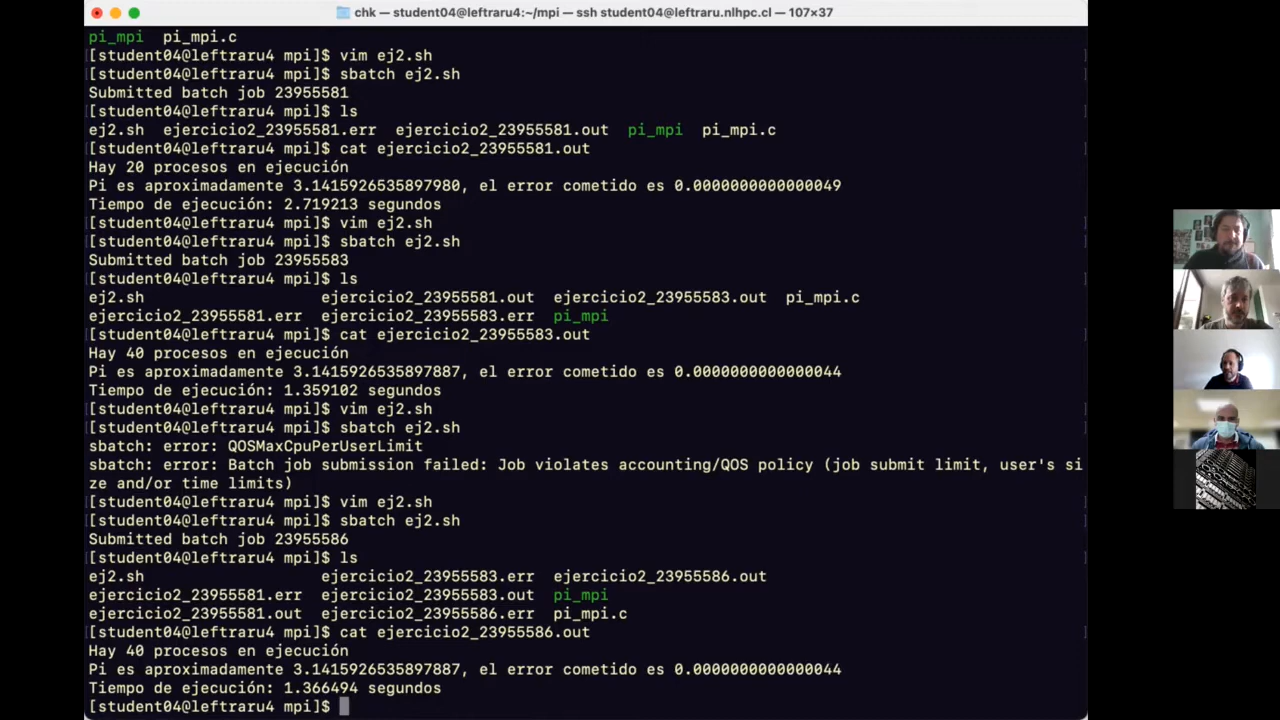 chk — student04@leftraru4:~/mpi — ssh student04@leftraru.nlhpc.cl — 107×37
pi_mpi  pi_mpi.c
[student04@leftraru4 mpi]$ vim ej2.sh
[student04@leftraru4 mpi]$ sbatch ej2.sh
Submitted batch job 23955581
[student04@leftraru4 mpi]$ ls
ej2.sh  ejercicio2_23955581.err  ejercicio2_23955581.out  pi_mpi  pi_mpi.c
[student04@leftraru4 mpi]$ cat ejercicio2_23955581.out
Hay 20 procesos en ejecución
Pi es aproximadamente 3.1415926535897980, el error cometido es 0.0000000000000049
Tiempo de ejecución: 2.719213 segundos
[student04@leftraru4 mpi]$ vim ej2.sh
[student04@leftraru4 mpi]$ sbatch ej2.sh
Submitted batch job 23955583
[student04@leftraru4 mpi]$ ls
ej2.sh                   ejercicio2_23955581.out  ejercicio2_23955583.out  pi_mpi.c
ejercicio2_23955581.err  ejercicio2_23955583.err  pi_mpi
[student04@leftraru4 mpi]$ cat ejercicio2_23955583.out
Hay 40 procesos en ejecución
Pi es aproximadamente 3.1415926535897887, el error cometido es 0.0000000000000044
Tiempo de ejecución: 1.359102 segundos
[student04@leftraru4 mpi]$ vim ej2.sh
[student04@leftraru4 mpi]$ sbatch ej2.sh
sbatch: error: QOSMaxCpuPerUserLimit
sbatch: error: Batch job submission failed: Job violates accounting/QOS policy (job submit limit, user's si
ze and/or time limits)
[student04@leftraru4 mpi]$ vim ej2.sh
[student04@leftraru4 mpi]$ sbatch ej2.sh
Submitted batch job 23955586
[student04@leftraru4 mpi]$ ls
ej2.sh                   ejercicio2_23955583.err  ejercicio2_23955586.out
ejercicio2_23955581.err  ejercicio2_23955583.out  pi_mpi
ejercicio2_23955581.out  ejercicio2_23955586.err  pi_mpi.c
[student04@leftraru4 mpi]$ cat ejercicio2_23955586.out
Hay 40 procesos en ejecución
Pi es aproximadamente 3.1415926535897887, el error cometido es 0.0000000000000044
Tiempo de ejecución: 1.366494 segundos
[student04@leftraru4 mpi]$